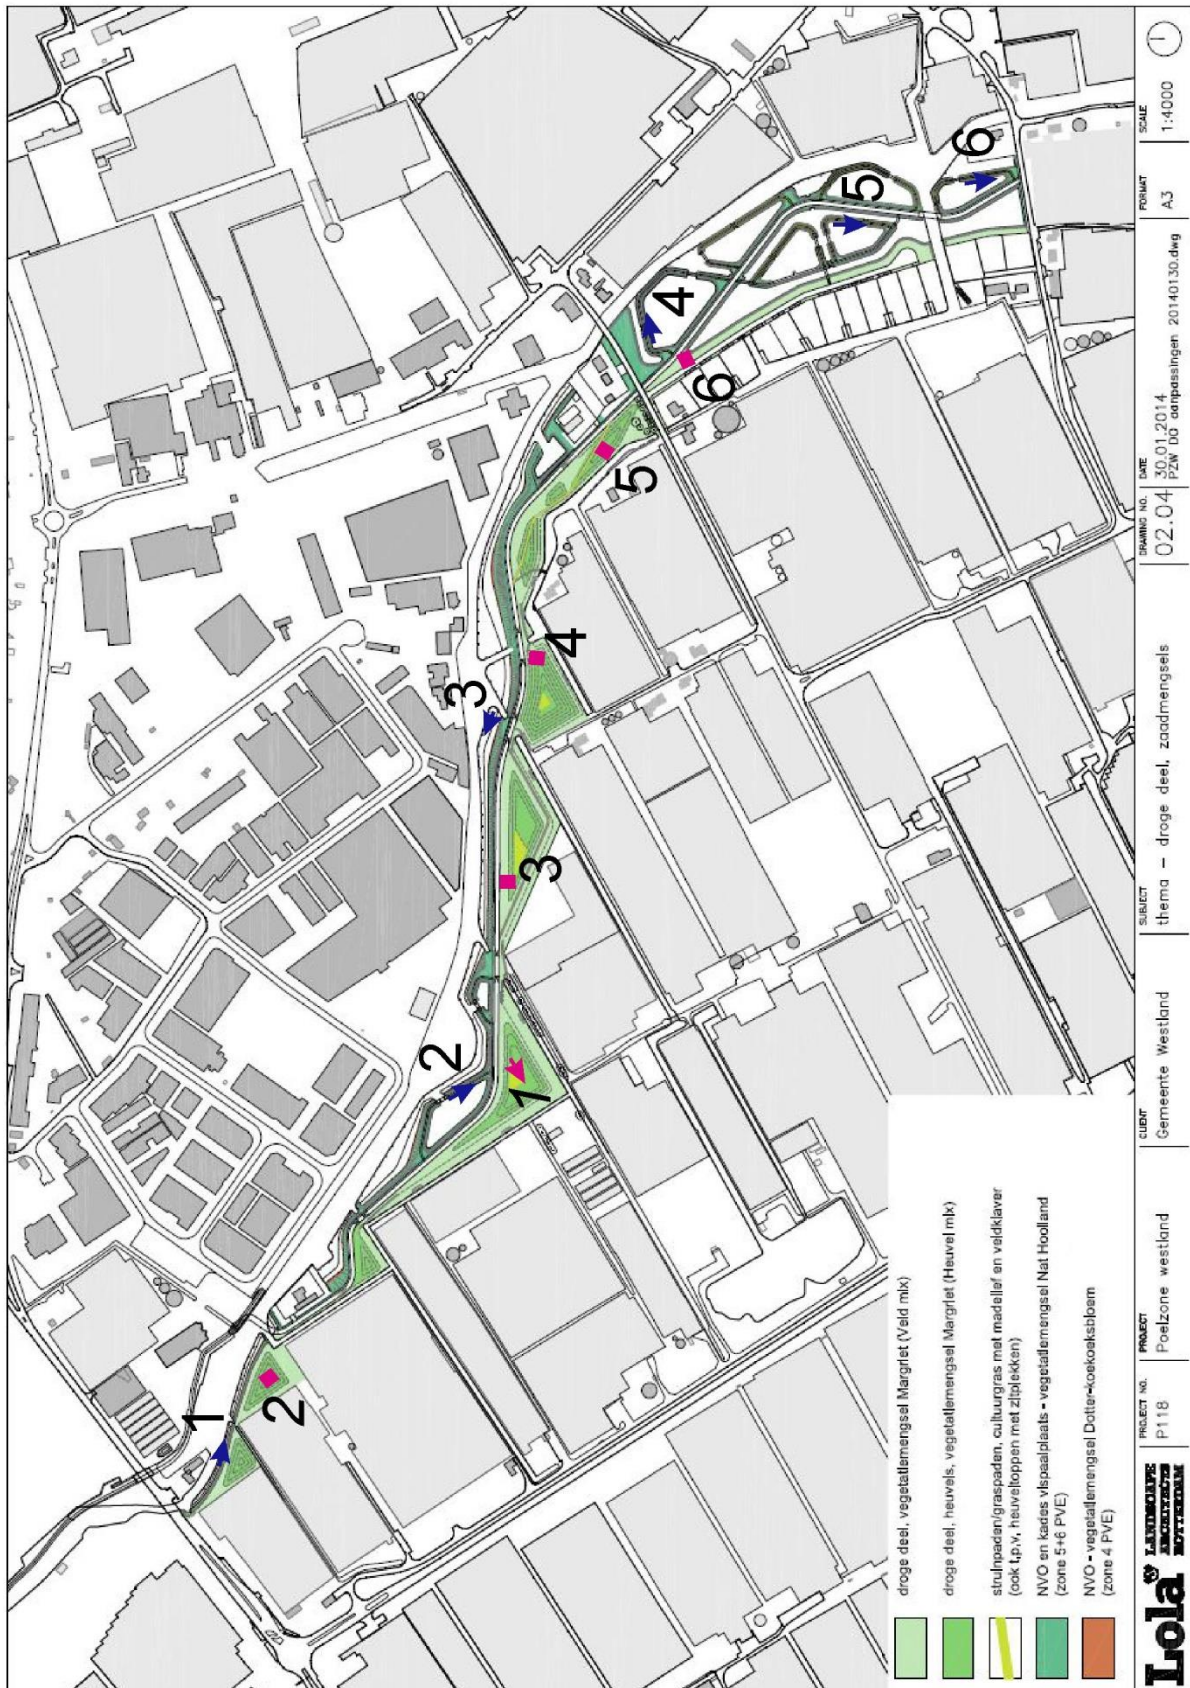 1
2
2
1
3
3
4
5
4
6
5
6
droge deel, vegetatiemengsel Margriet (Veld mix)
droge deel, heuvels, vegetatiemengsel Margriet (Heuvel mix)
struinpaden/graspaden, cultuurgras met madelief en veldklaver
(ook t.p.v. heuveltoppen met zitplekken)
NVO en kades vispaaiplaats - vegetatiemengsel Nat Hoolland
(zone 5+6 PVE)
NVO - vegetatiemengsel Dotter-koekoeksbloem
(zone 4 PVE)
Lola LANDSCAPE
ARCHITECTS
ROTTERDAM
PROJECT NO.
P118
PROJECT
Poelzone westland
CLIENT
Gemeente Westland
SUBJECT
thema - droge deel, zaadmengsels
DRAWING NO.
02.04
DATE
30.01.2014
PZW DO aanpassingen 20140130.dwg
FORMAT
A3
SCALE
1:4000